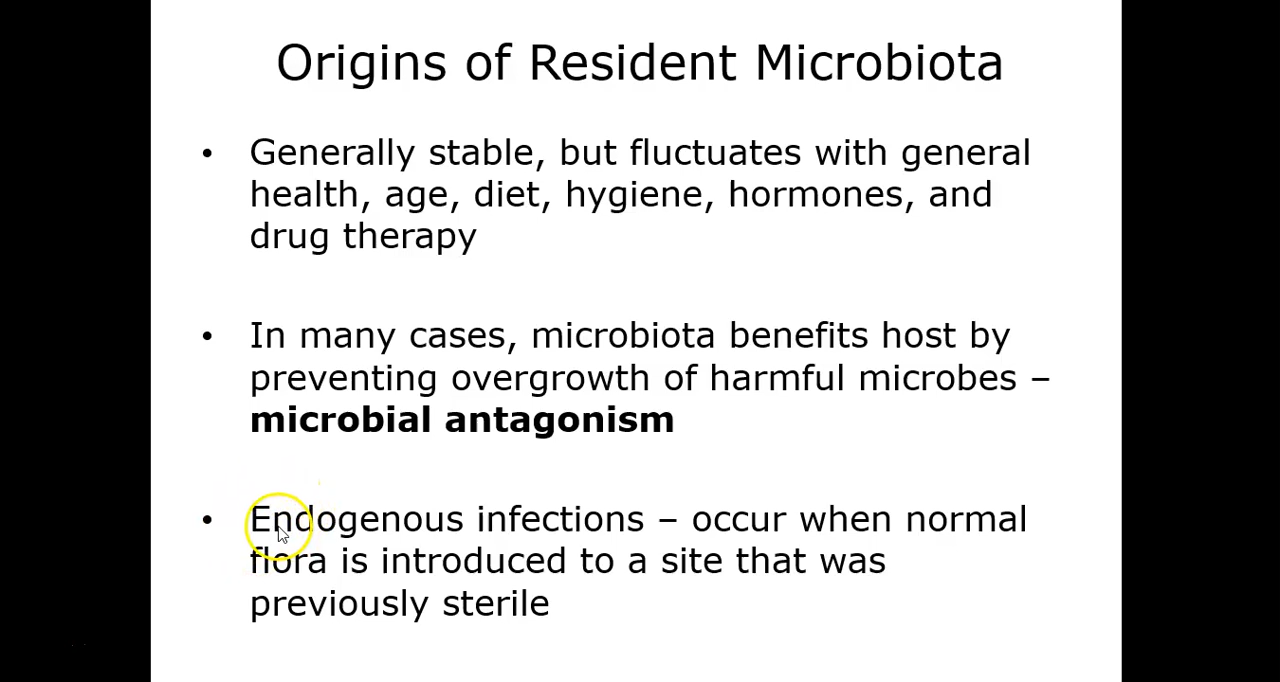 Origins of Resident Microbiota
• Generally stable, but fluctuates with general
health, age, diet, hygiene, hormones, and
drug therapy
• In many cases, microbiota benefits host by
preventing overgrowth of harmful microbes –
microbial antagonism
• Endogenous infections – occur when normal
flora is introduced to a site that was
previously sterile